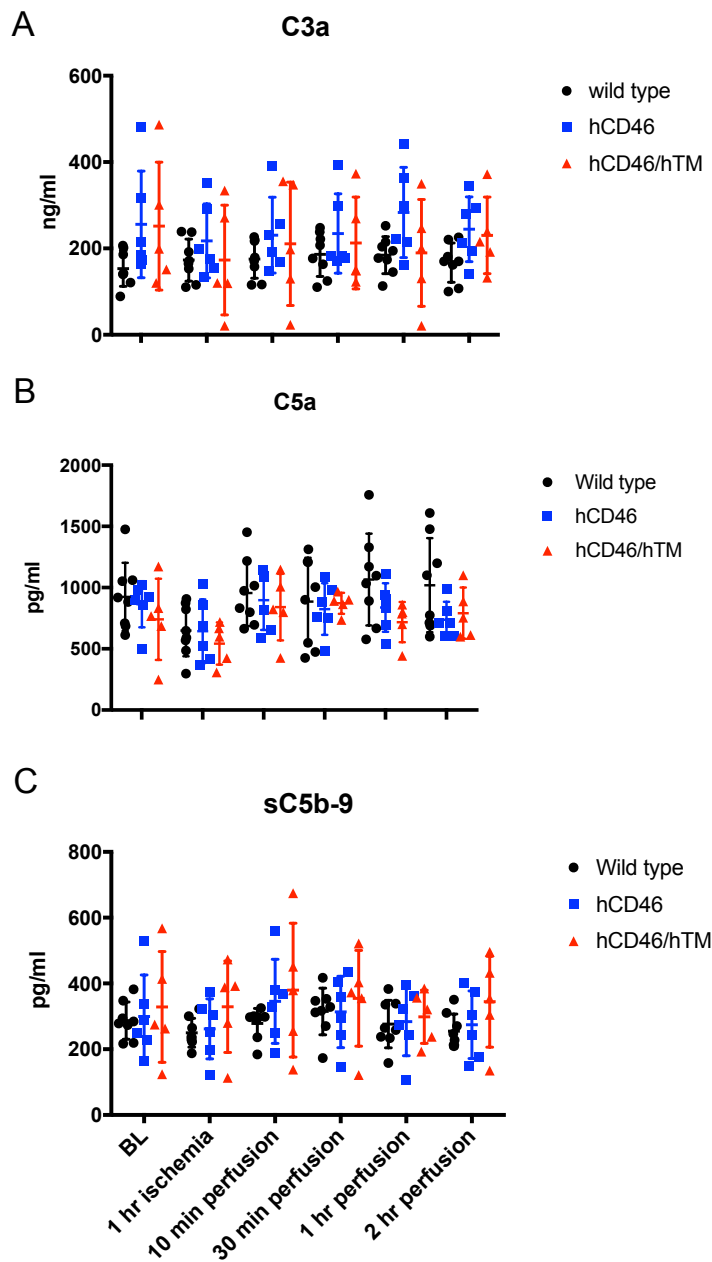 A
C3a
600
400
200
0
ng/ml
wild type
hCD46
hCD46/hTM
B
C5a
2000
1500
1000
500
0
pg/ml
Wild type
hCD46
hCD46/hTM
C
sC5b-9
800
600
400
200
0
pg/ml
Wild type
hCD46
hCD46/hTM
BL
1 hr ischemia
10 min perfusion
30 min perfusion
1 hr perfusion
2 hr perfusion